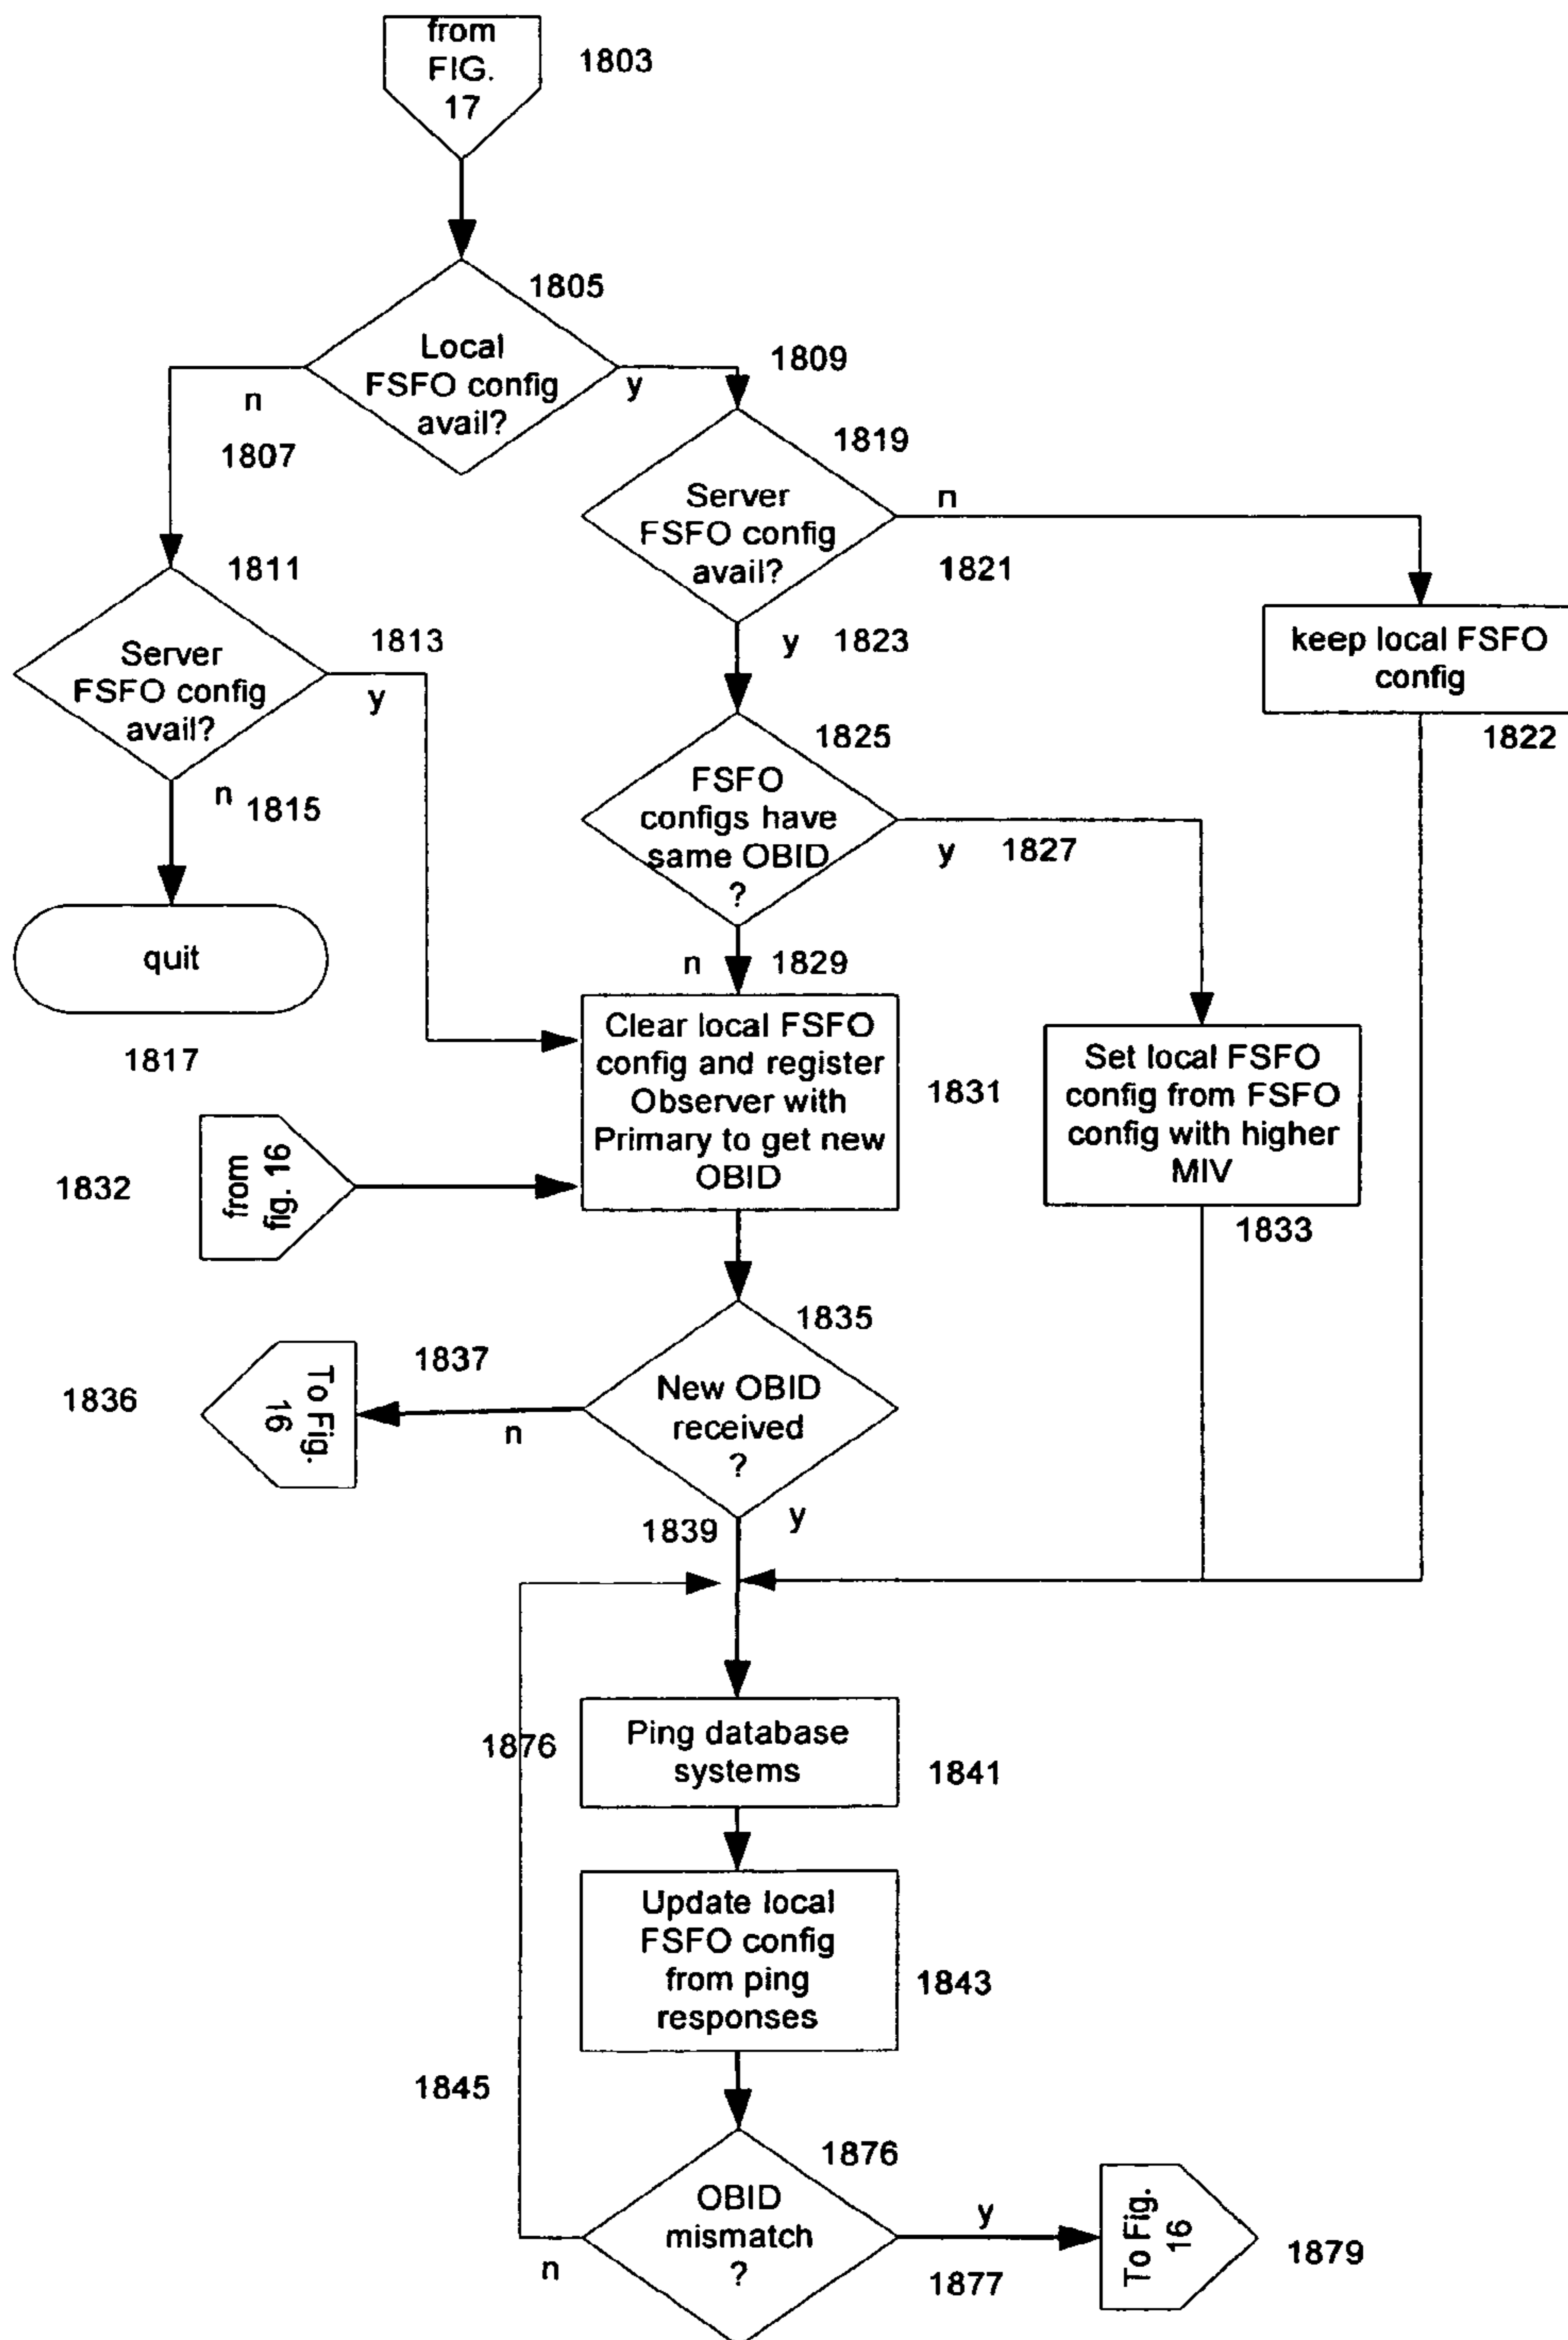 from
FIG.
17
1803
1805
Local
FSFO config
avail?
n
1807
y
1809
1819
Server
FSFO config
avail?
n
1821
1811
Server
FSFO config
avail?
1813
y
y
1823
keep local FSFO
config
1822
n
1815
1825
FSFO
configs have
same OBID
?
y
1827
quit
1817
n
1829
Clear local FSFO
config and register
Observer with
Primary to get new
OBID
1831
Set local FSFO
config from FSFO
config with higher
MIV
1833
1832
from
fig. 16
1835
New OBID
received
?
1837
n
1836
To Fig.
16
1839
y
1876
Ping database
systems
1841
Update local
FSFO config
from ping
responses
1843
1845
1876
OBID
mismatch
?
n
y
1877
To Fig.
16
1879